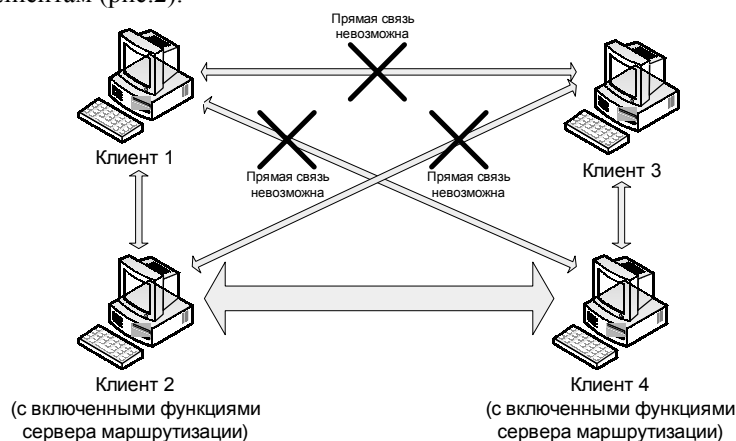 лиентам (рис.2).
Прямая связь
невозможна
Клиент 1
Клиент 3
Прямая связь
невозможна
Прямая связь
невозможна
Клиент 2
(с включенными функциями
сервера маршрутизации)
Клиент 4
(с включенными функциями
сервера маршрутизации)